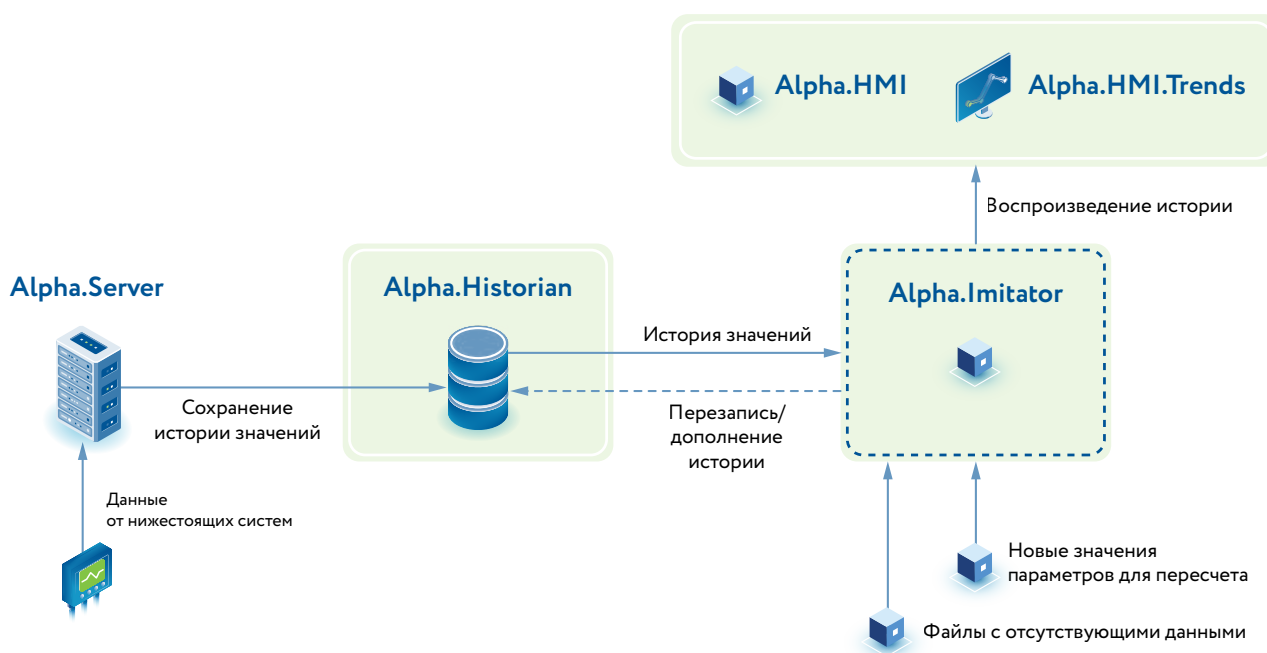 Alpha.HMI
Alpha.HMI.Trends
Воспроизведение истории
Alpha.Server
Alpha.Historian
Alpha.Imitator
История значений
Сохранение
истории значений
Перезапись/
дополнение
истории
Данные
от нижестоящих систем
Новые значения
параметров для пересчета
Файлы с отсутствующими данными